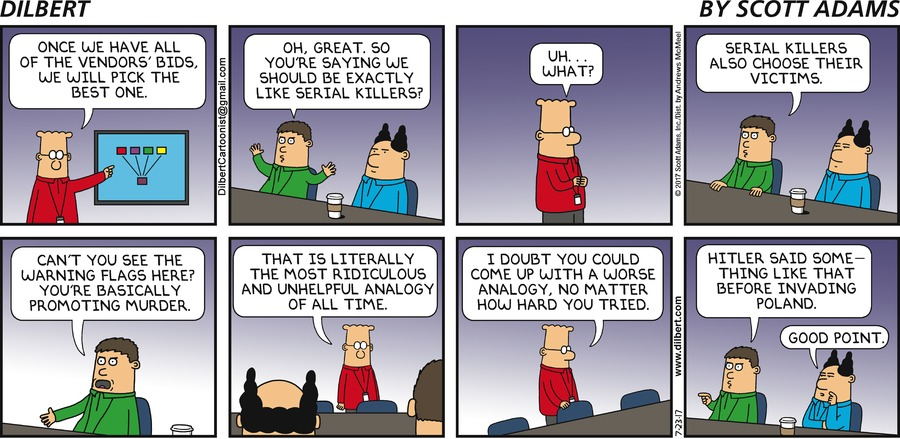 DILBERT
BY SCOTT ADAMS
ONCE WE HAVE ALL
OF THE VENDORS' BIDS,
WE WILL PICK THE
BEST ONE.
DilbertCartoonist@gmail.com
OH, GREAT. SO
YOU'RE SAYING WE
SHOULD BE EXACTLY
LIKE SERIAL KILLERS?
UH...
WHAT?
© 2017 Scott Adams, Inc./Dist. by Andrews McMeel
SERIAL KILLERS
ALSO CHOOSE THEIR
VICTIMS.
CAN'T YOU SEE THE
WARNING FLAGS HERE?
YOU'RE BASICALLY
PROMOTING MURDER.
THAT IS LITERALLY
THE MOST RIDICULOUS
AND UNHELPFUL ANALOGY
OF ALL TIME.
I DOUBT YOU COULD
COME UP WITH A WORSE
ANALOGY, NO MATTER
HOW HARD YOU TRIED.
7-23-17 www.dilbert.com
HITLER SAID SOME-
THING LIKE THAT
BEFORE INVADING
POLAND.
GOOD POINT.